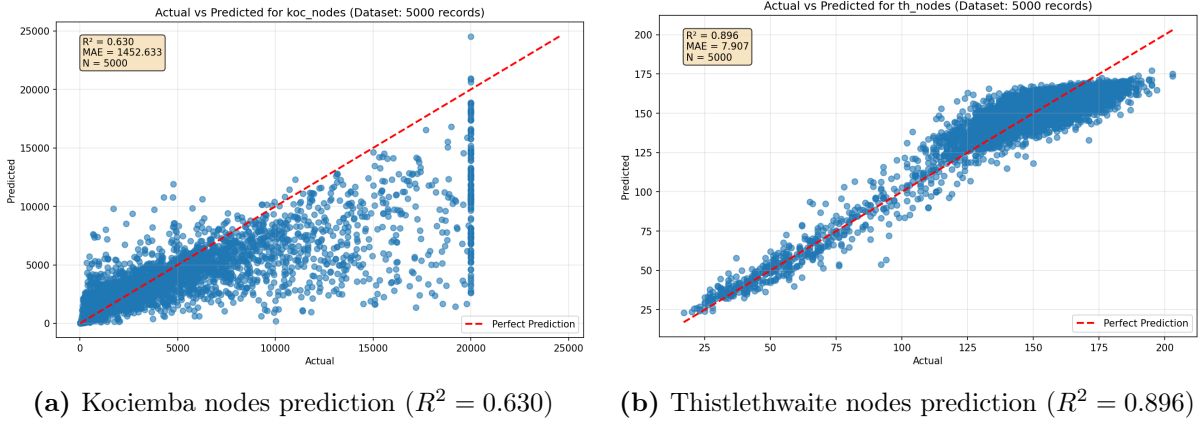 Actual vs Predicted for koc_nodes (Dataset: 5000 records)
R² = 0.630
MAE = 1452.633
N = 5000
25000
20000
15000
10000
5000
0
Predicted
Perfect Prediction
0 5000 10000 15000 20000 25000
Actual
(a) Kociemba nodes prediction (R² = 0.630)
Actual vs Predicted for th_nodes (Dataset: 5000 records)
R² = 0.896
MAE = 7.907
N = 5000
200
175
150
125
100
75
50
25
Predicted
Perfect Prediction
25 50 75 100 125 150 175 200
Actual
(b) Thistlethwaite nodes prediction (R² = 0.896)